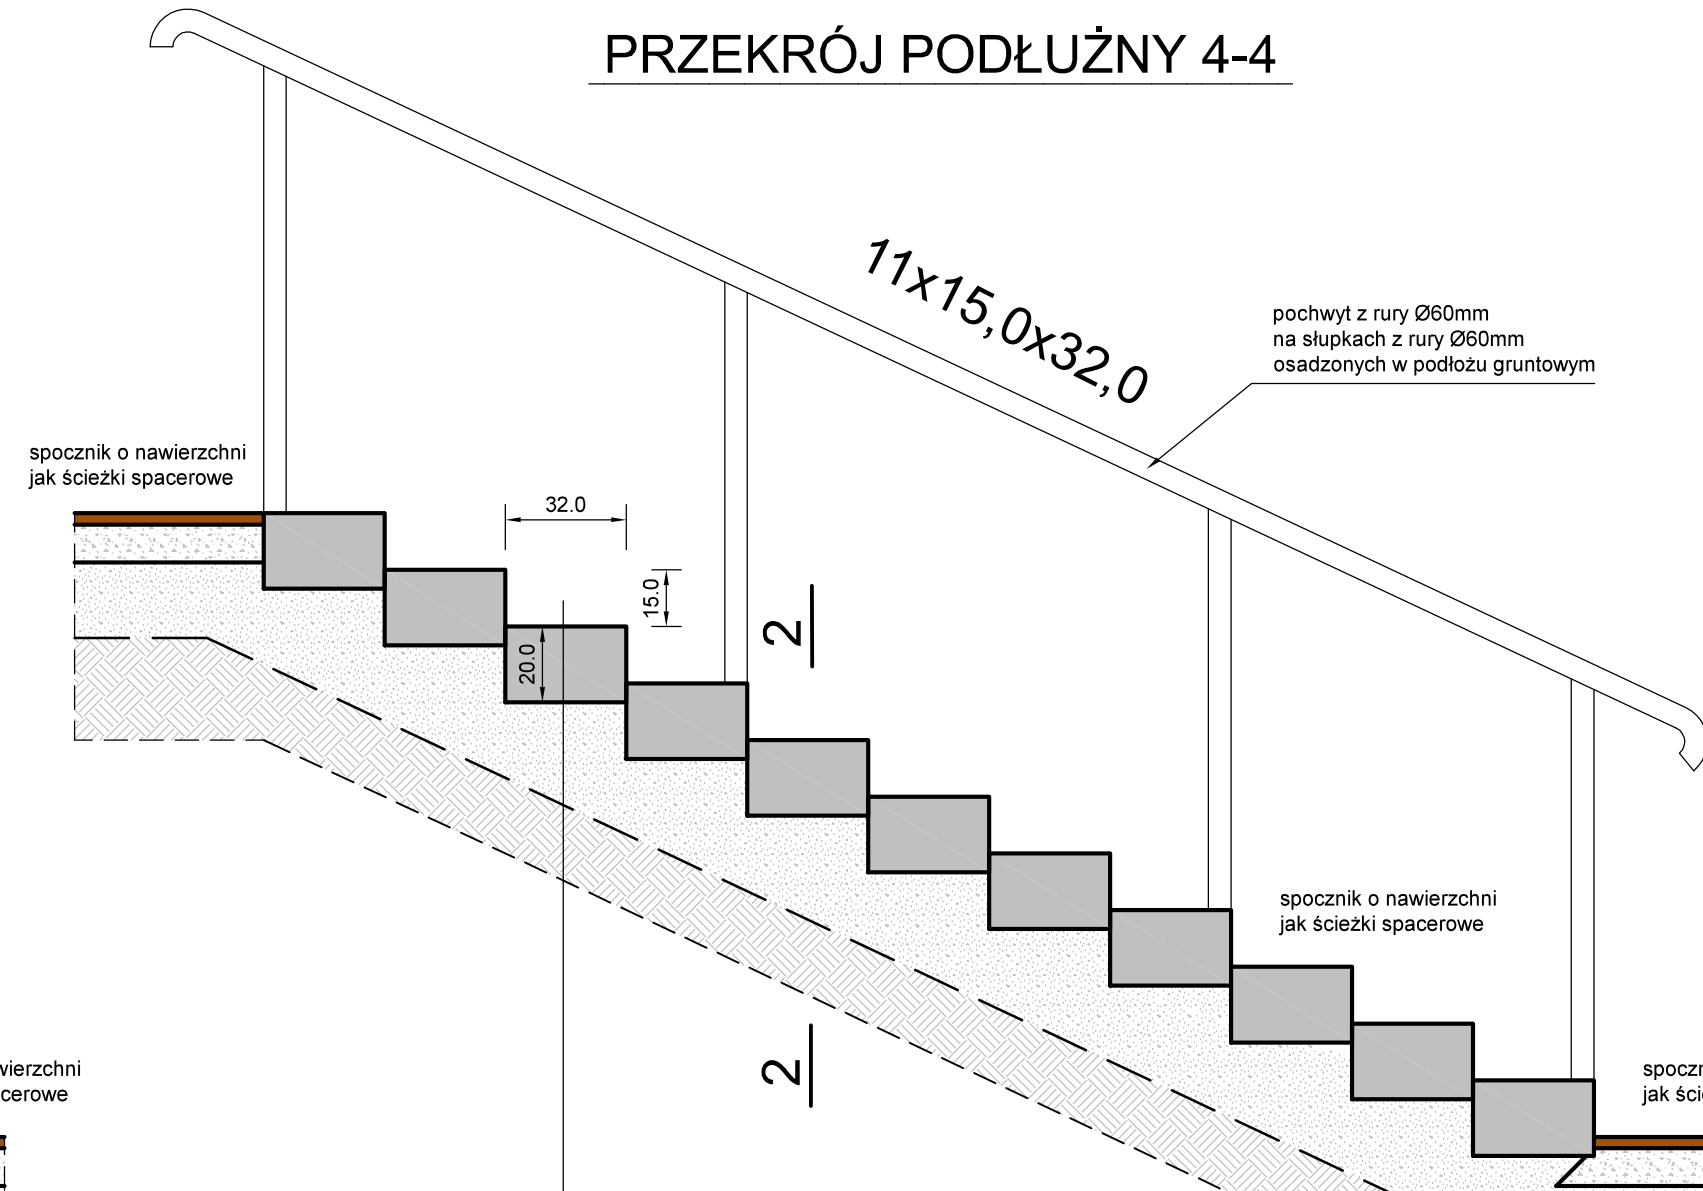 PRZEKRÓJ PODŁUŻNY 4-4
11x15,0x32,0
pochwyt z rury Ø60mm
na słupkach z rury Ø60mm
osadzonych w podłożu gruntowym
spocznik o nawierzchni
jak ścieżki spacerowe
32.0
15.0
20.0
2
spocznik o nawierzchni
jak ścieżki spacerowe
2
wierzchni
cerowe
spoczn
jak ście